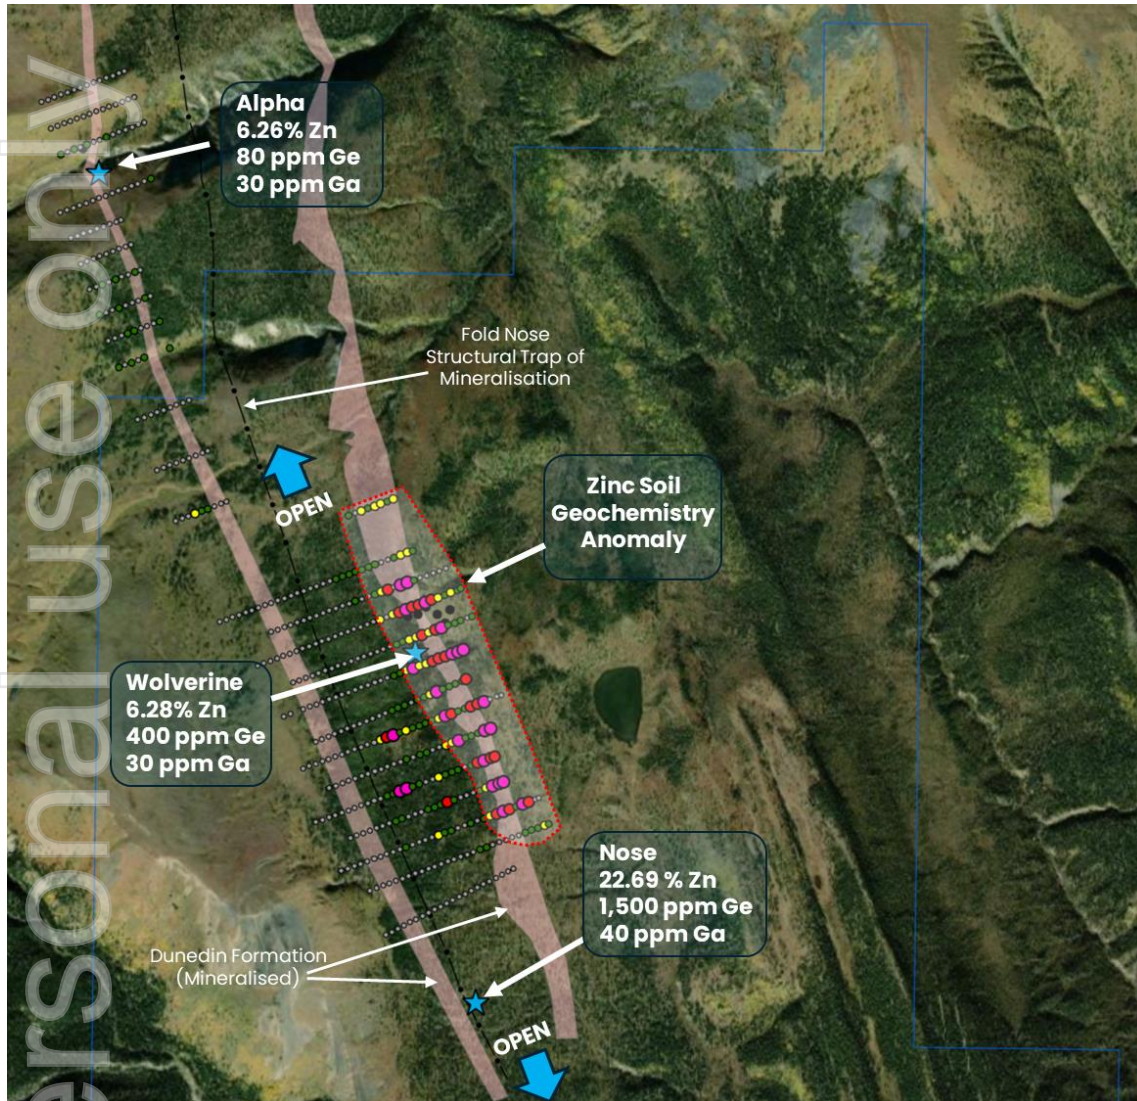 Alpha
6.26% Zn
80 ppm Ge
30 ppm Ga
Fold Nose
Structural Trap of
Mineralisation
OPEN
Zinc Soil
Geochemistry
Anomaly
Wolverine
6.28% Zn
400 ppm Ge
30 ppm Ga
Nose
22.69 % Zn
1,500 ppm Ge
40 ppm Ga
Dunedin Formation
(Mineralised)
OPEN
ersonal use only